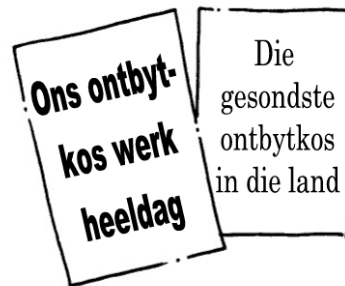 Ons ontbyt-
kos werk
heeldag
Die
gesondste
ontbytkos
in die land